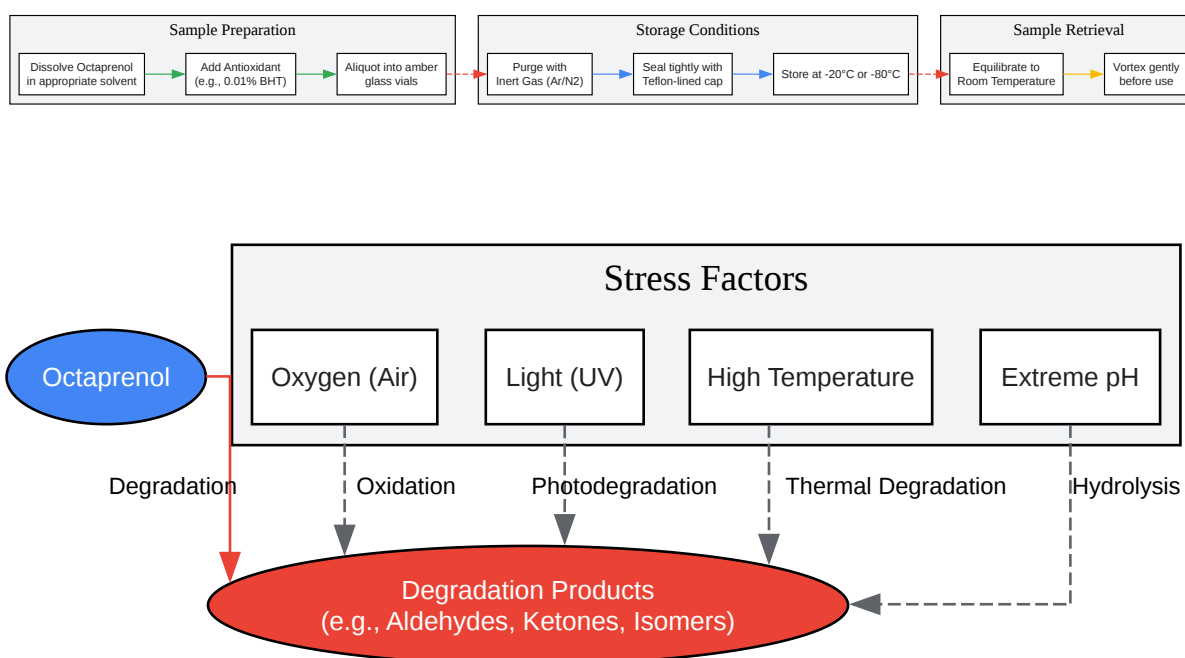 Sample Preparation
Dissolve Octaprenol
in appropriate solvent
Add Antioxidant
(e.g., 0.01% BHT)
Aliquot into amber
glass vials
Storage Conditions
Purge with
Inert Gas (Ar/N2)
Seal tightly with
Teflon-lined cap
Store at -20°C or -80°C
Sample Retrieval
Equilibrate to
Room Temperature
Vortex gently
before use
Stress Factors
Octaprenol
Oxygen (Air)
Light (UV)
High Temperature
Extreme pH
Degradation
Oxidation
Photodegradation
Thermal Degradation
Hydrolysis
Degradation Products
(e.g., Aldehydes, Ketones, Isomers)